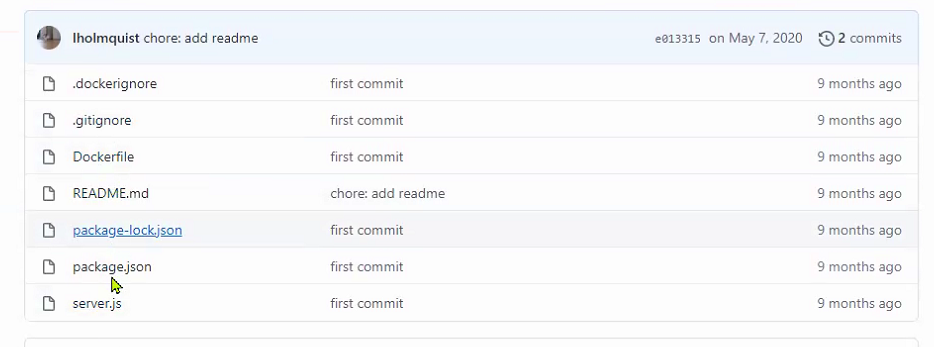 lholmquist chore: add readme e013315 on May 7, 2020 2 commits
.dockerignore first commit 9 months ago
.gitignore first commit 9 months ago
Dockerfile first commit 9 months ago
README.md chore: add readme 9 months ago
package-lock.json first commit 9 months ago
package.json first commit 9 months ago
server.js first commit 9 months ago